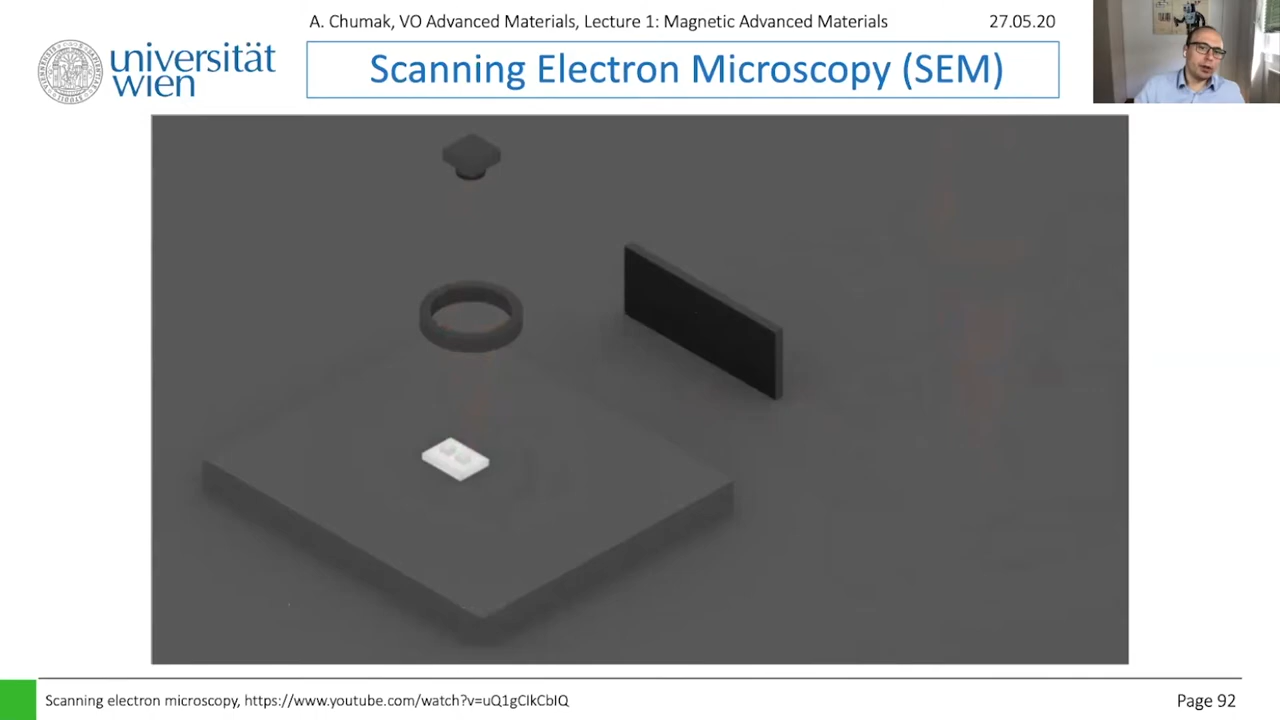 A. Chumak, VO Advanced Materials, Lecture 1: Magnetic Advanced Materials 27.05.20
universität
wien
Scanning Electron Microscopy (SEM)
Scanning electron microscopy, https://www.youtube.com/watch?v=uQ1gCIkCbIQ
Page 92